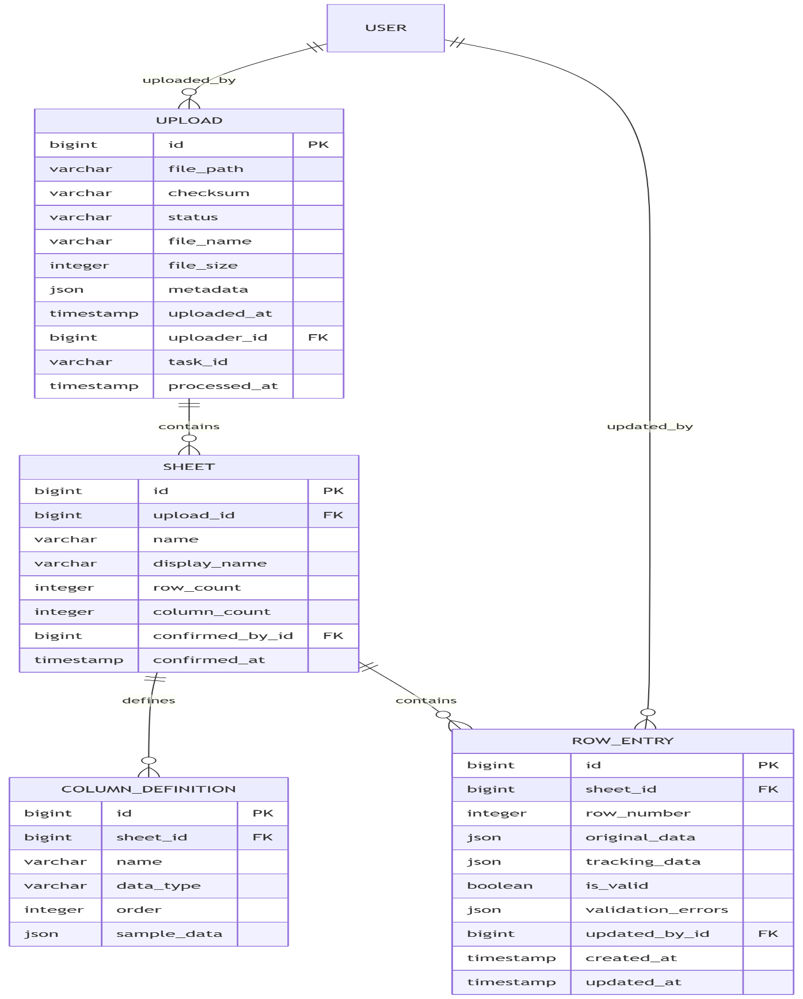 USER
uploaded_by
UPLOAD
bigint id PK
varchar file_path
varchar checksum
varchar status
varchar file_name
integer file_size
json metadata
timestamp uploaded_at
bigint uploader_id FK
varchar task_id
timestamp processed_at
contains
updated_by
SHEET
bigint id PK
bigint upload_id FK
varchar name
varchar display_name
integer row_count
integer column_count
bigint confirmed_by_id FK
timestamp confirmed_at
defines
contains
COLUMN_DEFINITION
bigint id PK
bigint sheet_id FK
varchar name
varchar data_type
integer order
json sample_data
ROW_ENTRY
bigint id PK
bigint sheet_id FK
integer row_number
json original_data
json tracking_data
boolean is_valid
json validation_errors
bigint updated_by_id FK
timestamp created_at
timestamp updated_at